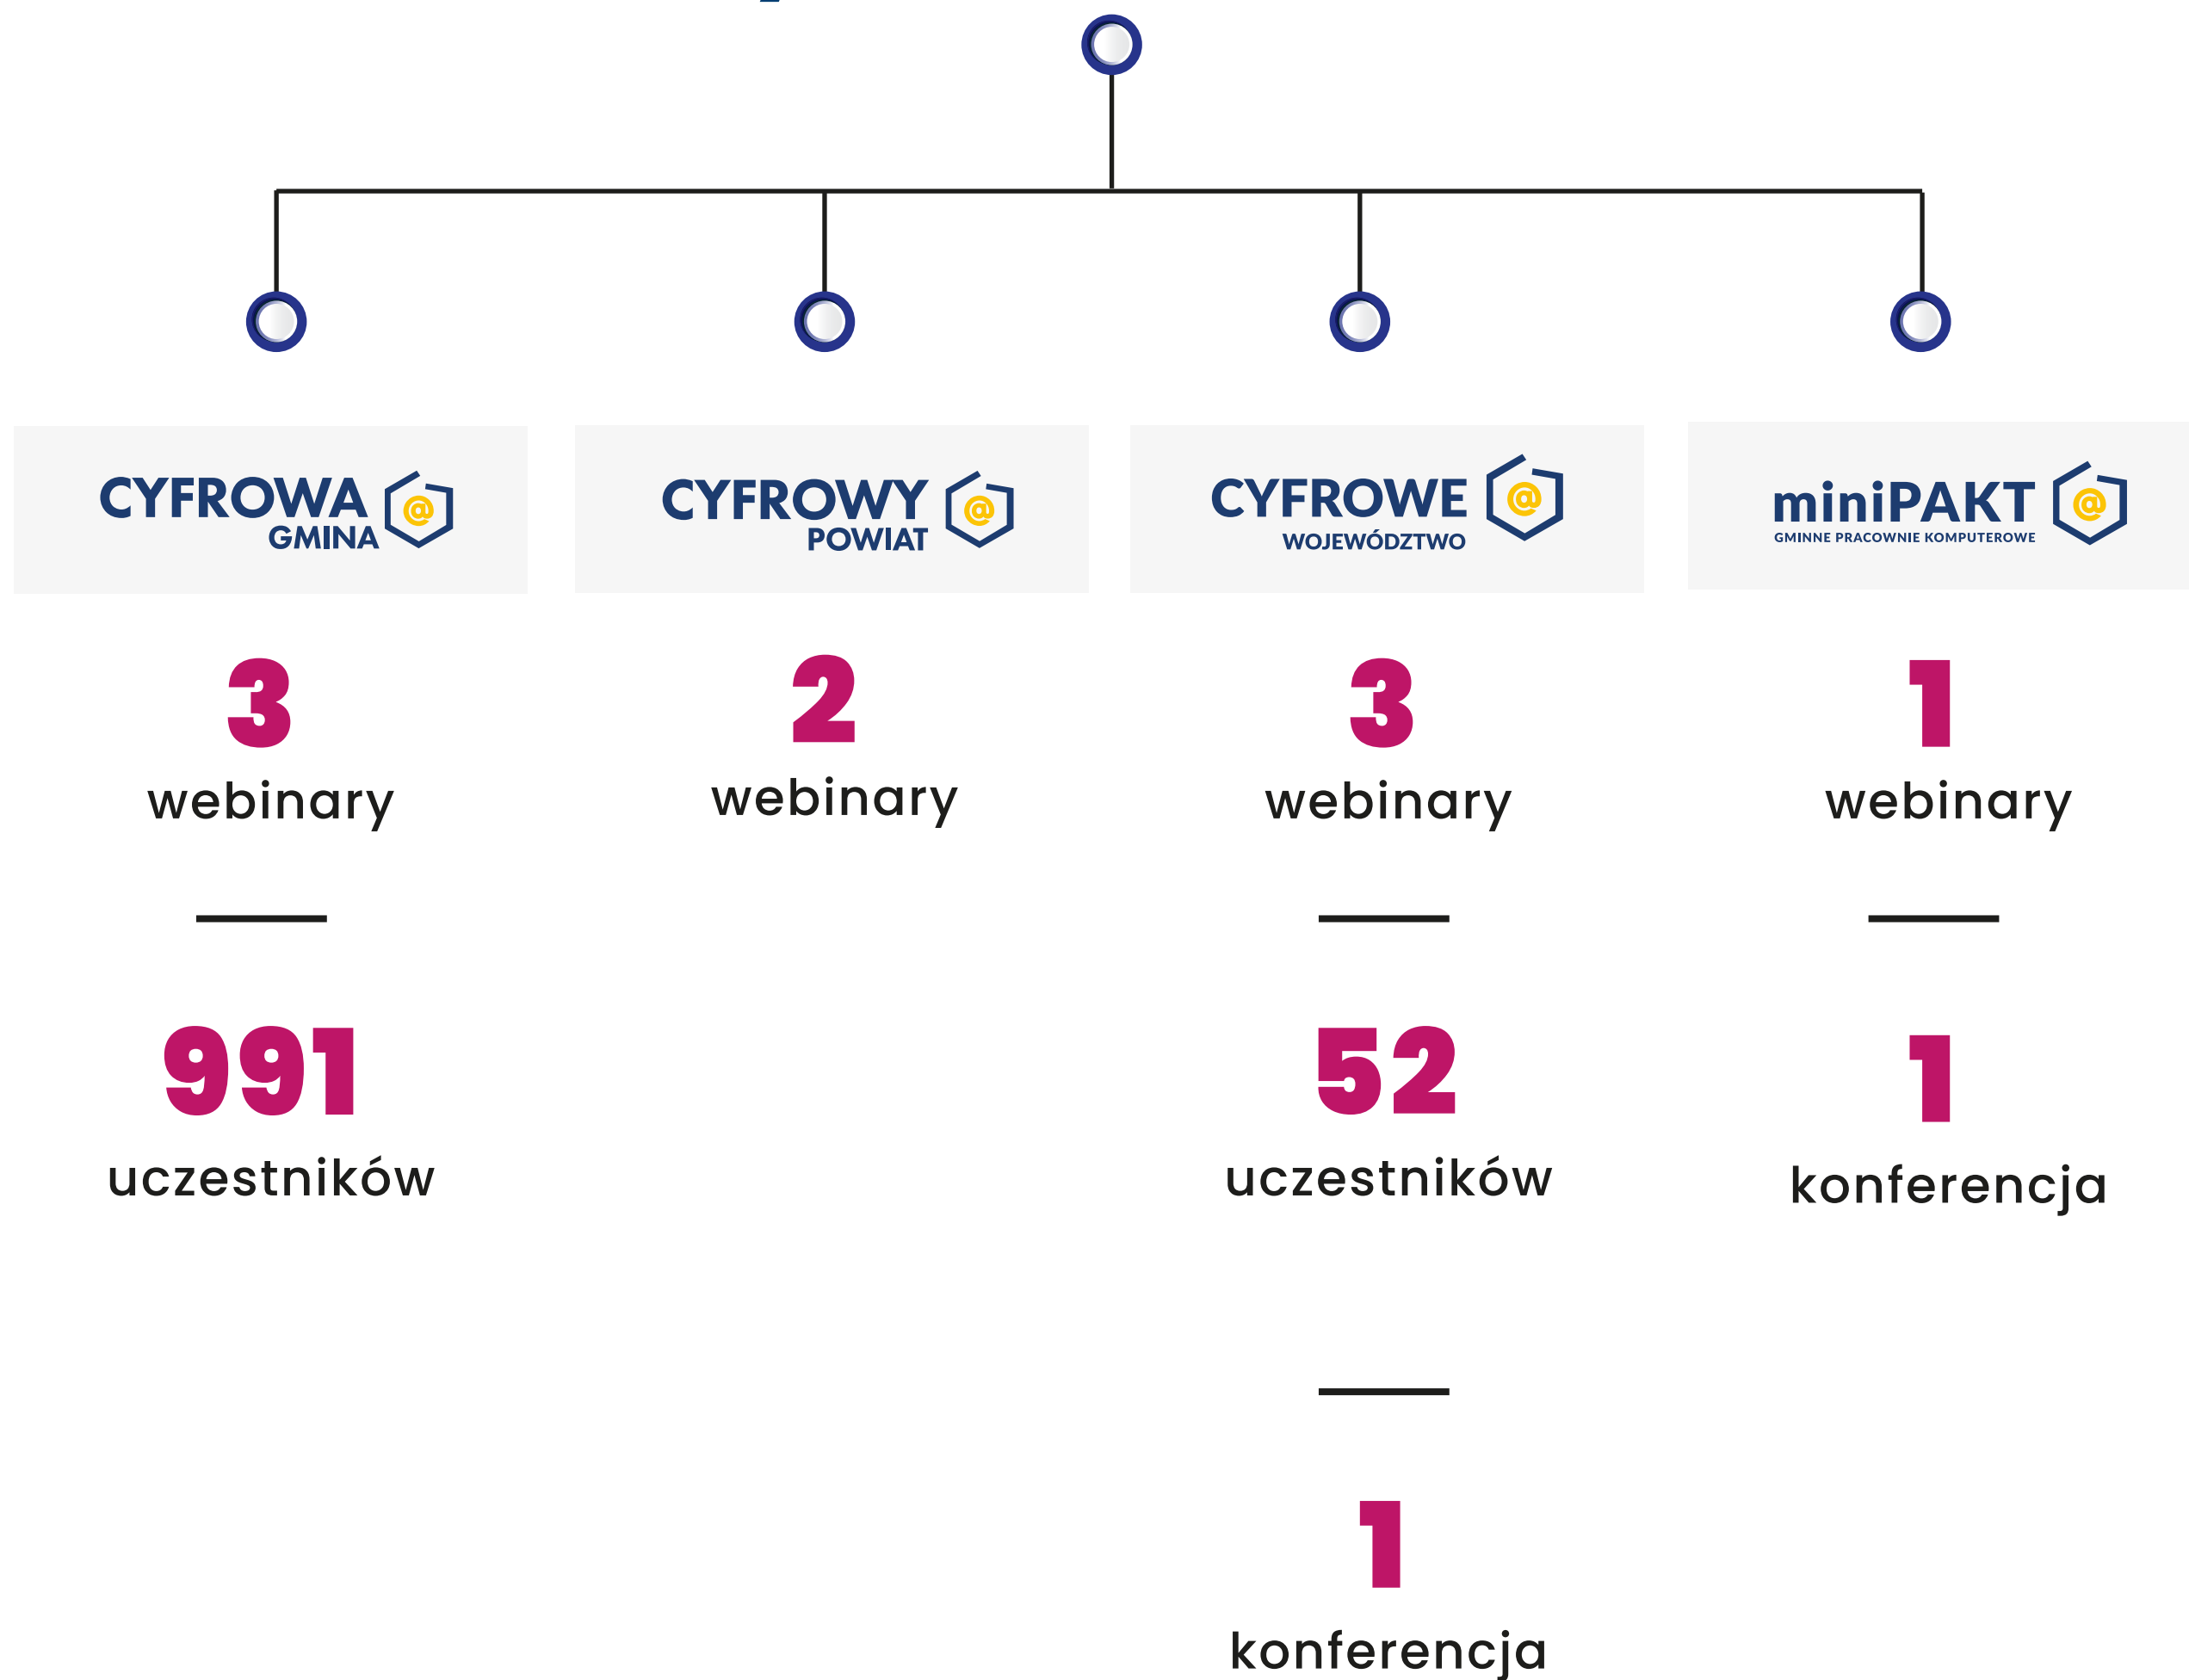 CYFROWA
GMINA
@
CYFROWY
POWIAT
@
CYFROWE
WOJEWÓDZTWO
@
miniPAKT
GMINNE PRACOWNIE KOMPUTEROWE
@
3
webinary
2
webinary
3
webinary
1
webinary
991
uczestników
52
uczestników
1
konferencja
1
konferencja